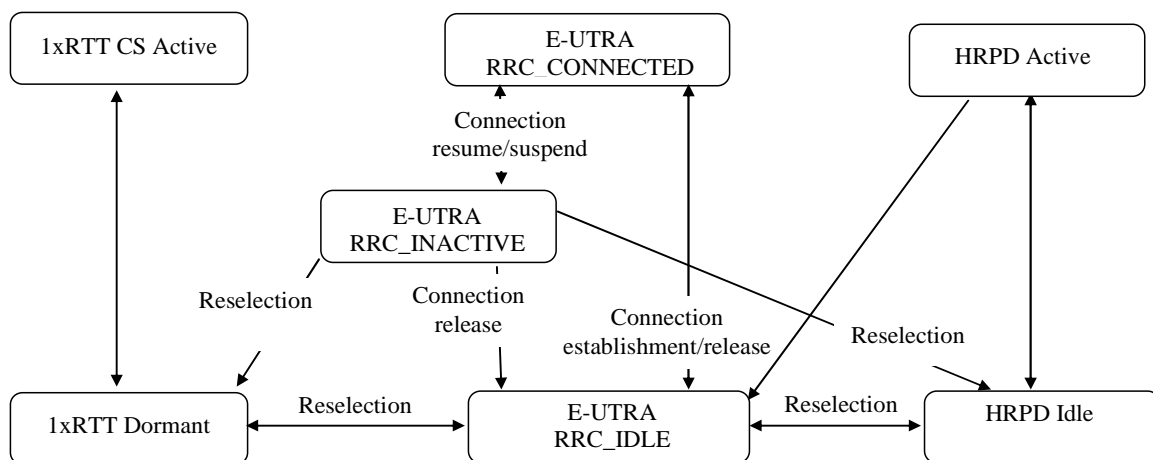 1xRTT CS Active
E-UTRA
RRC_CONNECTED
HRPD Active
Connection
resume/suspend
E-UTRA
RRC_INACTIVE
Reselection
Connection
release
Connection
establishment/release
Reselection
1xRTT Dormant
Reselection
E-UTRA
RRC_IDLE
Reselection
HRPD Idle